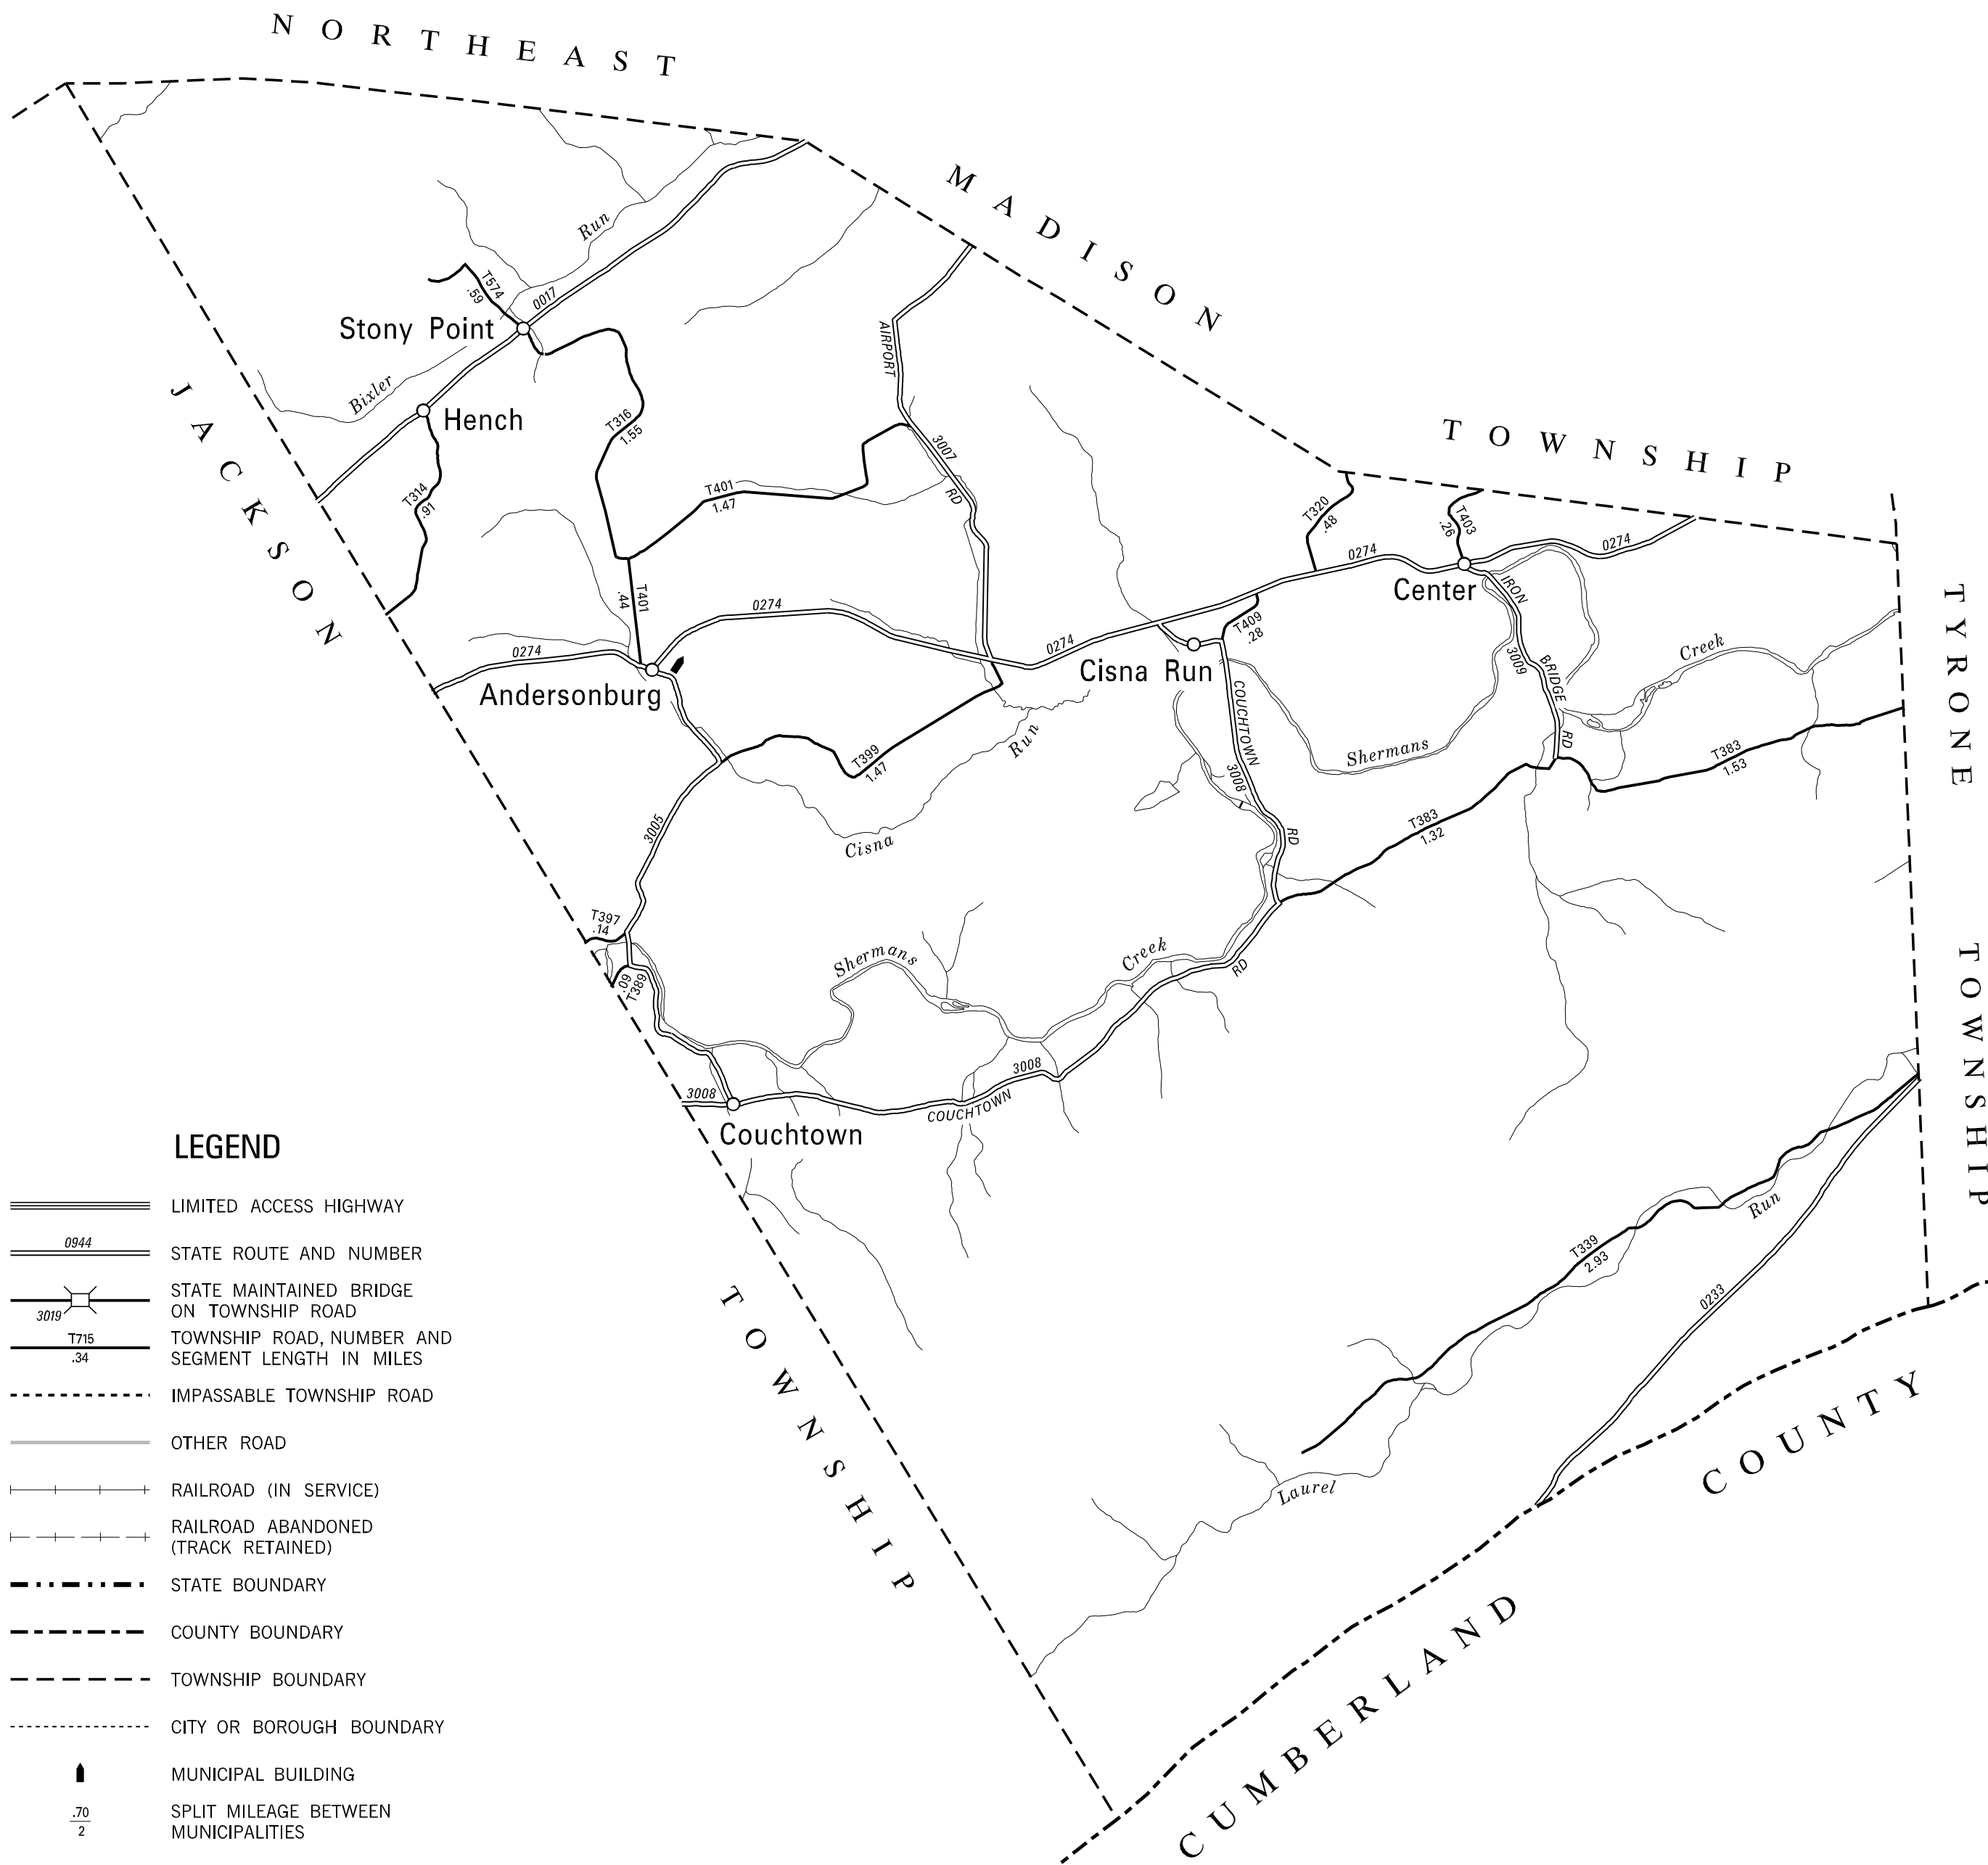 NORTHEAST
MADISON
TOWNSHIP
JACKSON
TOWNSHIP
TYRONE
TOWNSHIP
CUMBERLAND
COUNTY
Run
T574
.59
0017
Stony Point
Bixler
Hench
T316
1.55
T314
.91
AIRPORT
3007
RD
T401
1.47
T401
.44
T320
.48
T403
.26
0274
0274
Center
IRON
3009
BRIDGE
RD
0274
0274
0274
Andersonburg
Cisna Run
T409
.28
COUCHTOWN
3008
RD
Creek
Shermans
T383
1.53
T383
1.32
Run
T399
1.47
Cisna
3005
T397
.14
.09
T389
Shermans
Creek
RD
3008
COUCHTOWN
3008
Couchtown
Run
T339
2.93
0233
Laurel
LEGEND
LIMITED ACCESS HIGHWAY
0944
STATE ROUTE AND NUMBER
3019
STATE MAINTAINED BRIDGE
ON TOWNSHIP ROAD
T715
.34
TOWNSHIP ROAD, NUMBER AND
SEGMENT LENGTH IN MILES
IMPASSABLE TOWNSHIP ROAD
OTHER ROAD
RAILROAD (IN SERVICE)
RAILROAD ABANDONED
(TRACK RETAINED)
STATE BOUNDARY
COUNTY BOUNDARY
TOWNSHIP BOUNDARY
CITY OR BOROUGH BOUNDARY
MUNICIPAL BUILDING
.70
2
SPLIT MILEAGE BETWEEN
MUNICIPALITIES